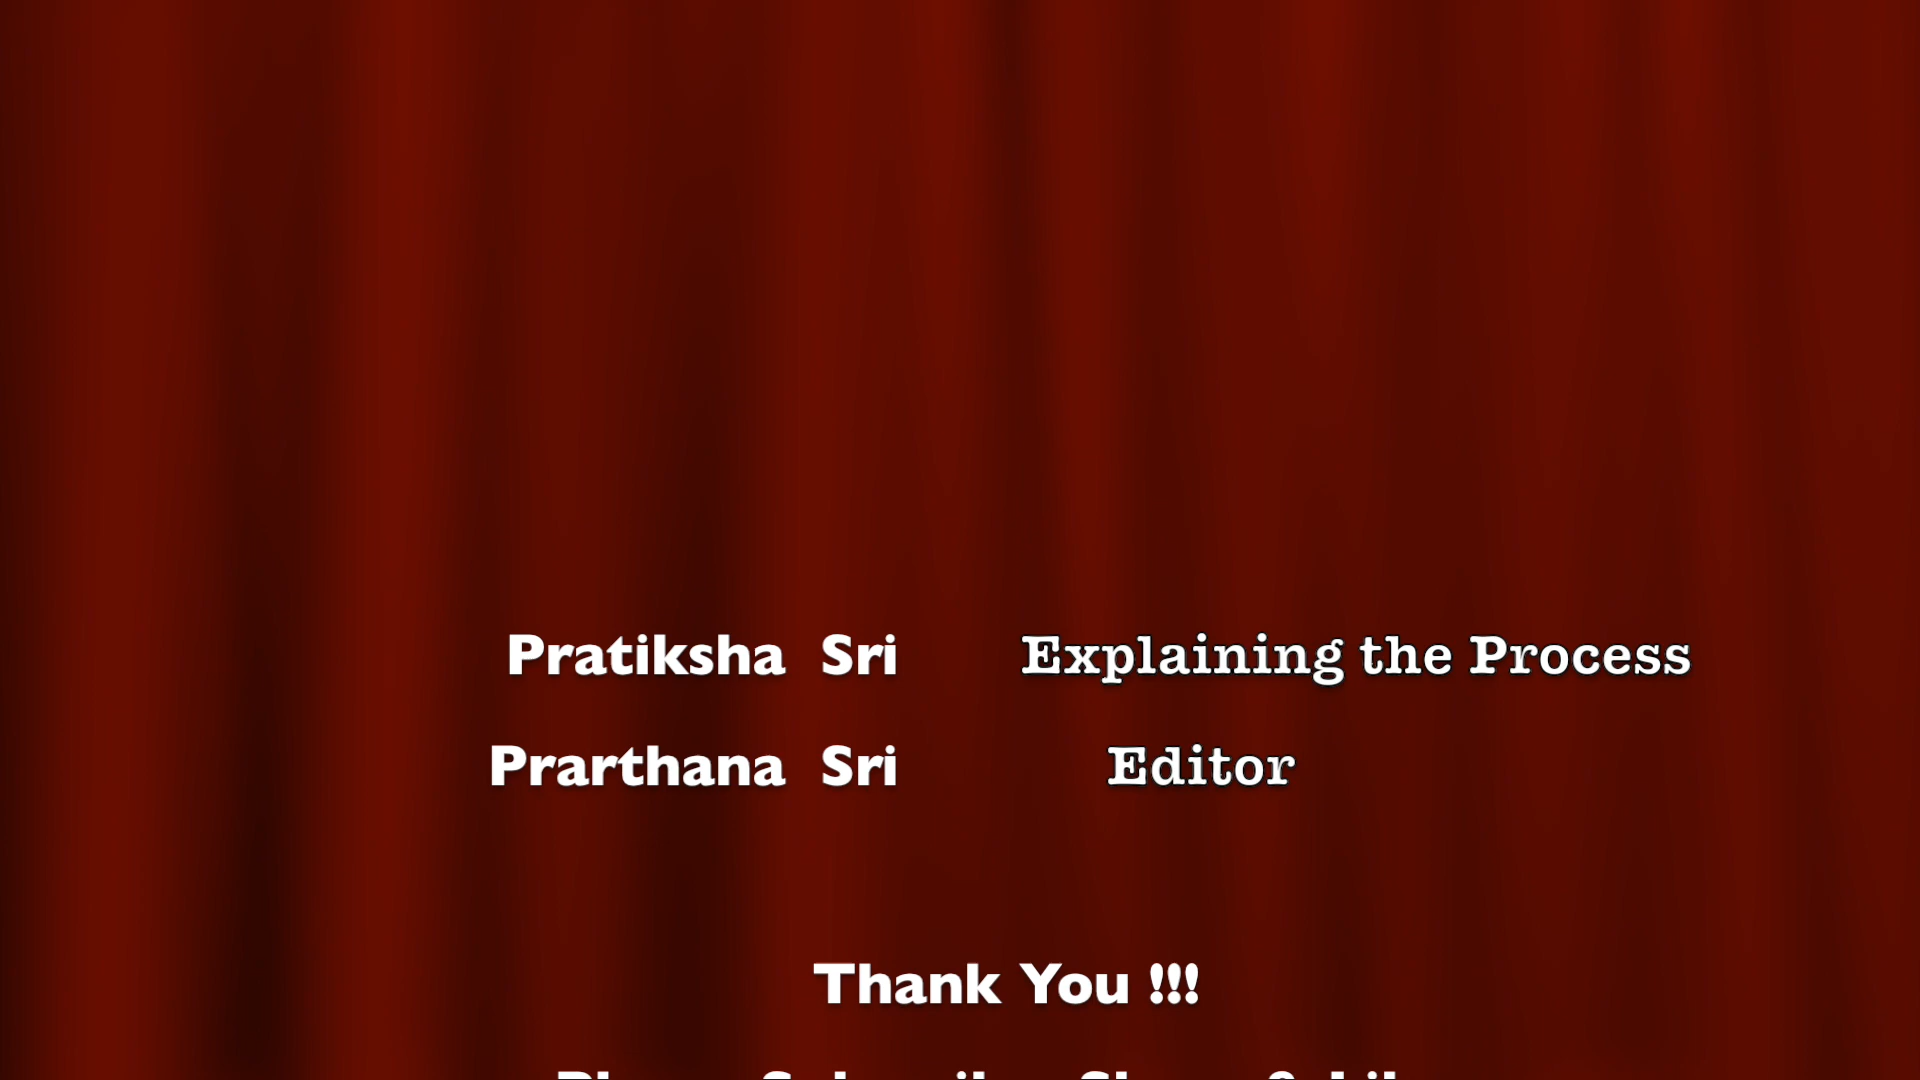 Pratiksha Sri Explaining the Process
Prarthana Sri Editor
Thank You !!!